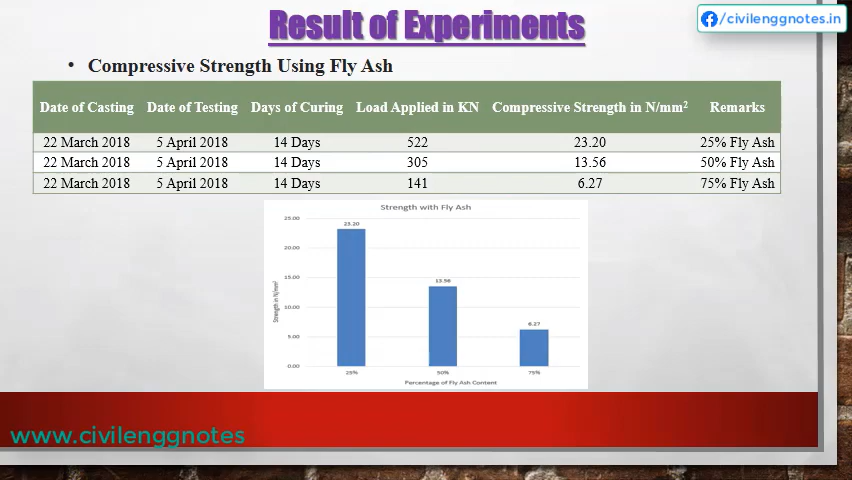 Result of Experiments
/civilenggnotes.in
• Compressive Strength Using Fly Ash
Date of Casting Date of Testing Days of Curing Load Applied in KN Compressive Strength in N/mm² Remarks
22 March 2018 5 April 2018 14 Days 522 23.20 25% Fly Ash
22 March 2018 5 April 2018 14 Days 305 13.56 50% Fly Ash
22 March 2018 5 April 2018 14 Days 141 6.27 75% Fly Ash
Strength with Fly Ash
25.00
23.20
20.00
15.00
13.56
10.00
6.27
5.00
0.00
Strength in N/mm²
25% 50% 75%
Percentage of Fly Ash Content
www.civilenggnotes